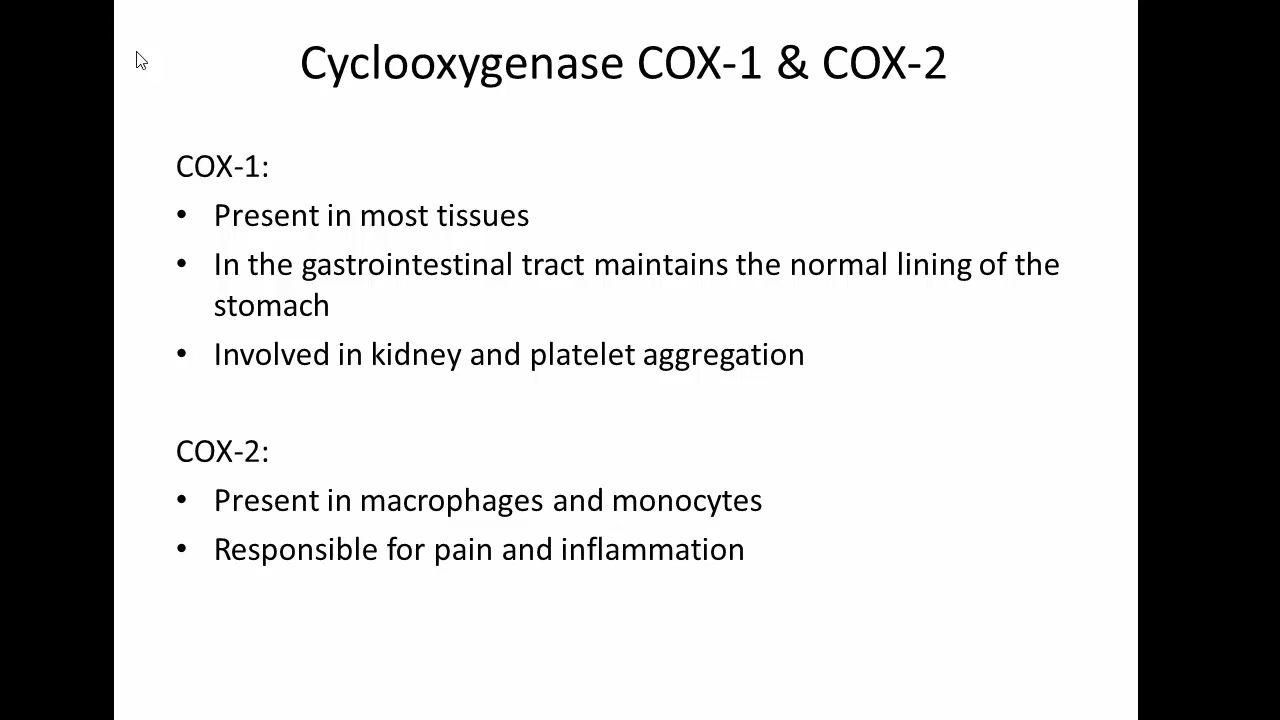 Cyclooxygenase COX-1 & COX-2
COX-1:
• Present in most tissues
• In the gastrointestinal tract maintains the normal lining of the
stomach
• Involved in kidney and platelet aggregation
COX-2:
• Present in macrophages and monocytes
• Responsible for pain and inflammation